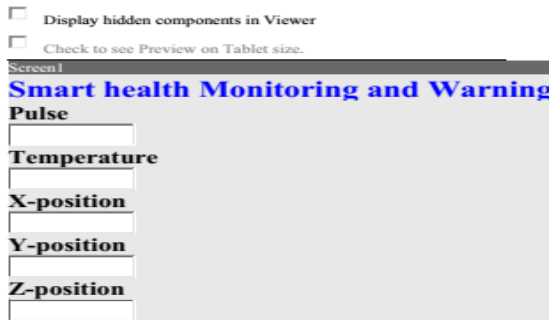 Display hidden components in Viewer
Check to see Preview on Tablet size.
Screen1
Smart health Monitoring and Warning
Pulse
Temperature
X-position
Y-position
Z-position